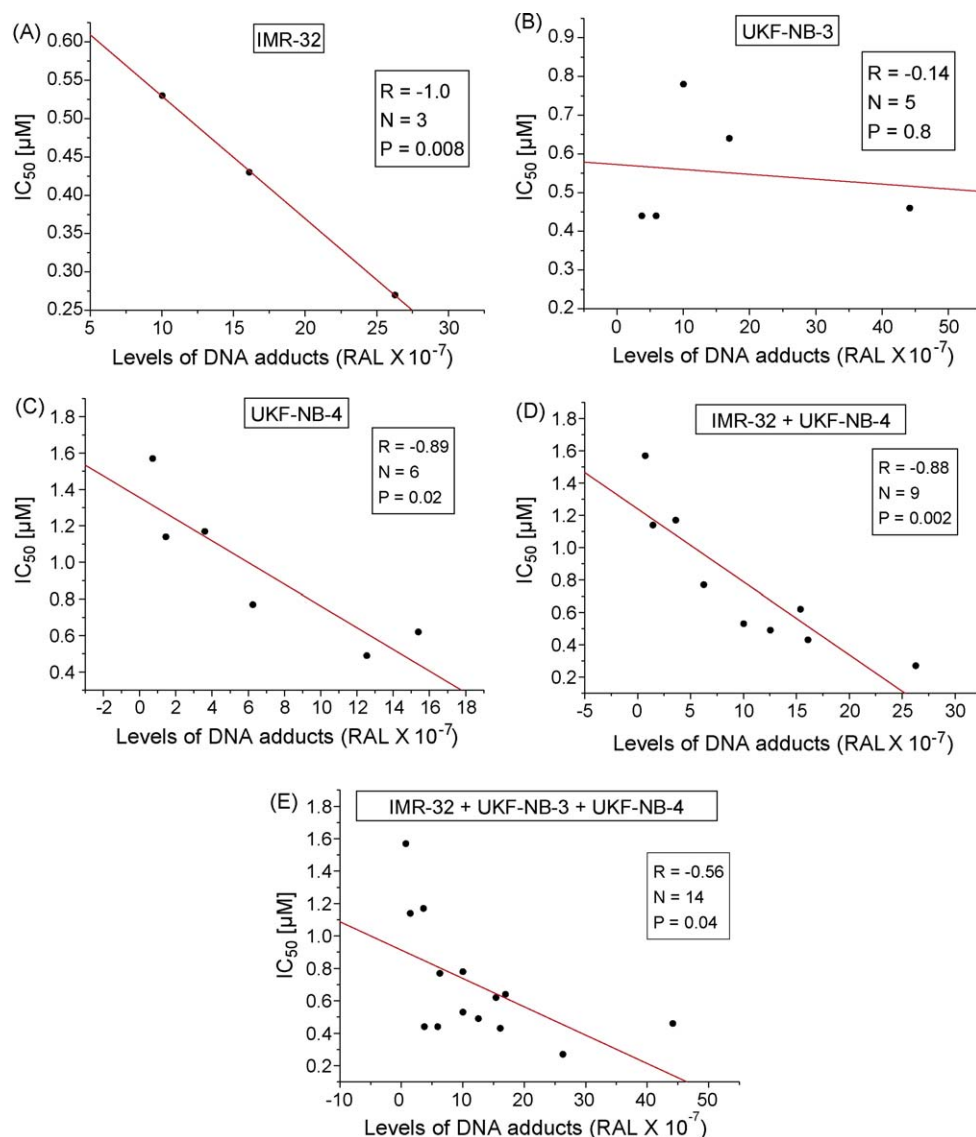 (A)
IMR-32
R = -1.0
N = 3
P = 0.008
IC50 [µM]
0.60
0.55
0.50
0.45
0.40
0.35
0.30
0.25
5 10 15 20 25 30
Levels of DNA adducts (RAL X 10-7)
(B)
UKF-NB-3
R = -0.14
N = 5
P = 0.8
IC50 [µM]
0.9
0.8
0.7
0.6
0.5
0.4
0.3
0.2
0 10 20 30 40 50
Levels of DNA adducts (RAL X 10-7)
(C)
UKF-NB-4
R = -0.89
N = 6
P = 0.02
IC50 [µM]
1.8
1.6
1.4
1.2
1.0
0.8
0.6
0.4
-2 0 2 4 6 8 10 12 14 16 18
Levels of DNA adducts (RAL X 10-7)
(D)
IMR-32 + UKF-NB-4
R = -0.88
N = 9
P = 0.002
IC50 [µM]
1.8
1.6
1.4
1.2
1.0
0.8
0.6
0.4
0.2
-5 0 5 10 15 20 25 30
Levels of DNA adducts (RAL X 10-7)
(E)
IMR-32 + UKF-NB-3 + UKF-NB-4
R = -0.56
N = 14
P = 0.04
IC50 [µM]
1.8
1.6
1.4
1.2
1.0
0.8
0.6
0.4
0.2
-10 0 10 20 30 40 50
Levels of DNA adducts (RAL X 10-7)